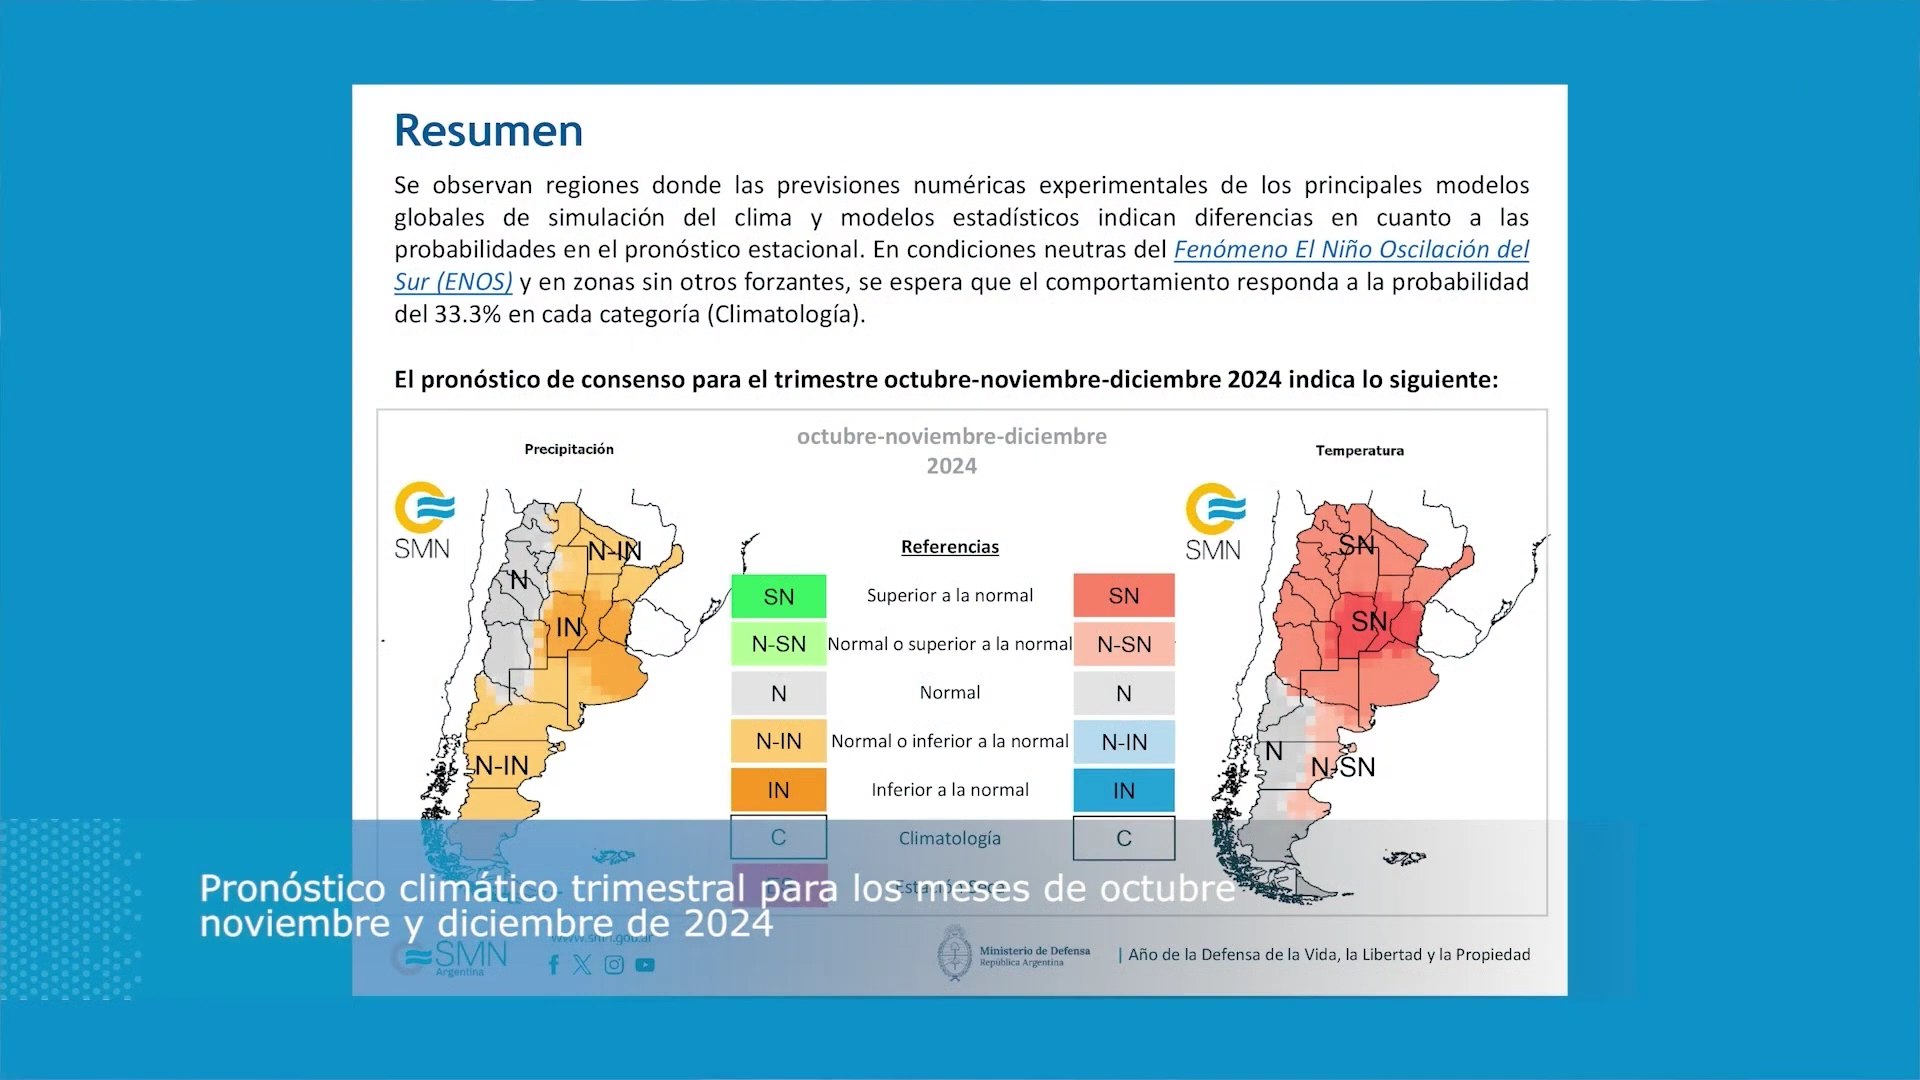 Resumen
Se observan regiones donde las previsiones numéricas experimentales de los principales modelos
globales de simulación del clima y modelos estadísticos indican diferencias en cuanto a las
probabilidades en el pronóstico estacional. En condiciones neutras del Fenómeno El Niño Oscilación del
Sur (ENOS) y en zonas sin otros forzantes, se espera que el comportamiento responda a la probabilidad
del 33.3% en cada categoría (Climatología).
El pronóstico de consenso para el trimestre octubre-noviembre-diciembre 2024 indica lo siguiente:
octubre-noviembre-diciembre
2024
Precipitación
SMN
N-IN
N
IN
N-IN
Referencias
SN Superior a la normal SN
N-SN Normal o superior a la normal N-SN
N Normal N
N-IN Normal o inferior a la normal N-IN
IN Inferior a la normal IN
C Climatología C
Temperatura
SMN
SN
SN
N
N-SN
Pronóstico climático trimestral para los meses de octubre
noviembre y diciembre de 2024
SMN
Argentina
www.smn.gob.ar
Ministerio de Defensa
República Argentina
| Año de la Defensa de la Vida, la Libertad y la Propiedad